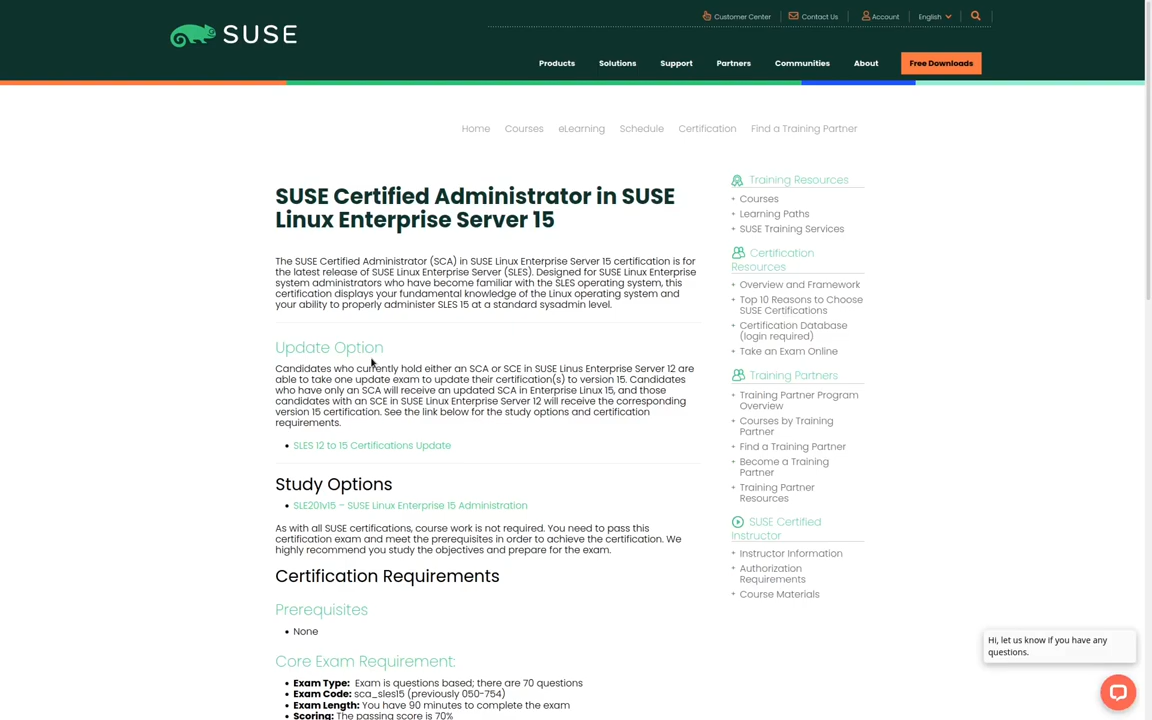 Customer Center
Contact Us
Account
English
SUSE
Products
Solutions
Support
Partners
Communities
About
Free Downloads
Home
Courses
eLearning
Schedule
Certification
Find a Training Partner
SUSE Certified Administrator in SUSE
Linux Enterprise Server 15
The SUSE Certified Administrator (SCA) in SUSE Linux Enterprise Server 15 certification is for
the latest release of SUSE Linux Enterprise Server (SLES). Designed for SUSE Linux Enterprise
system administrators who have become familiar with the SLES operating system, this
certification displays your fundamental knowledge of the Linux operating system and
your ability to properly administer SLES 15 at a standard sysadmin level.
Update Option
Candidates who currently hold either an SCA or SCE in SUSE Linus Enterprise Server 12 are
able to take one update exam to update their certification(s) to version 15. Candidates
who have only an SCA will receive an updated SCA in Enterprise Linux 15, and those
candidates with an SCE in SUSE Linux Enterprise Server 12 will receive the corresponding
version 15 certification. See the link below for the study options and certification
requirements.
• SLES 12 to 15 Certifications Update
Study Options
• SLE201v15 – SUSE Linux Enterprise 15 Administration
As with all SUSE certifications, course work is not required. You need to pass this
certification exam and meet the prerequisites in order to achieve the certification. We
highly recommend you study the objectives and prepare for the exam.
Certification Requirements
Prerequisites
• None
Core Exam Requirement:
• Exam Type: Exam is questions based; there are 70 questions
• Exam Code: sca_sles15 (previously 050-754)
• Exam Length: You have 90 minutes to complete the exam
• Scoring: The passing score is 70%
Training Resources
+ Courses
+ Learning Paths
+ SUSE Training Services
Certification
Resources
+ Overview and Framework
+ Top 10 Reasons to Choose
SUSE Certifications
+ Certification Database
(login required)
+ Take an Exam Online
Training Partners
+ Training Partner Program
Overview
+ Courses by Training
Partner
+ Find a Training Partner
+ Become a Training
Partner
+ Training Partner
Resources
SUSE Certified
Instructor
+ Instructor Information
+ Authorization
Requirements
+ Course Materials
Hi, let us know if you have any
questions.